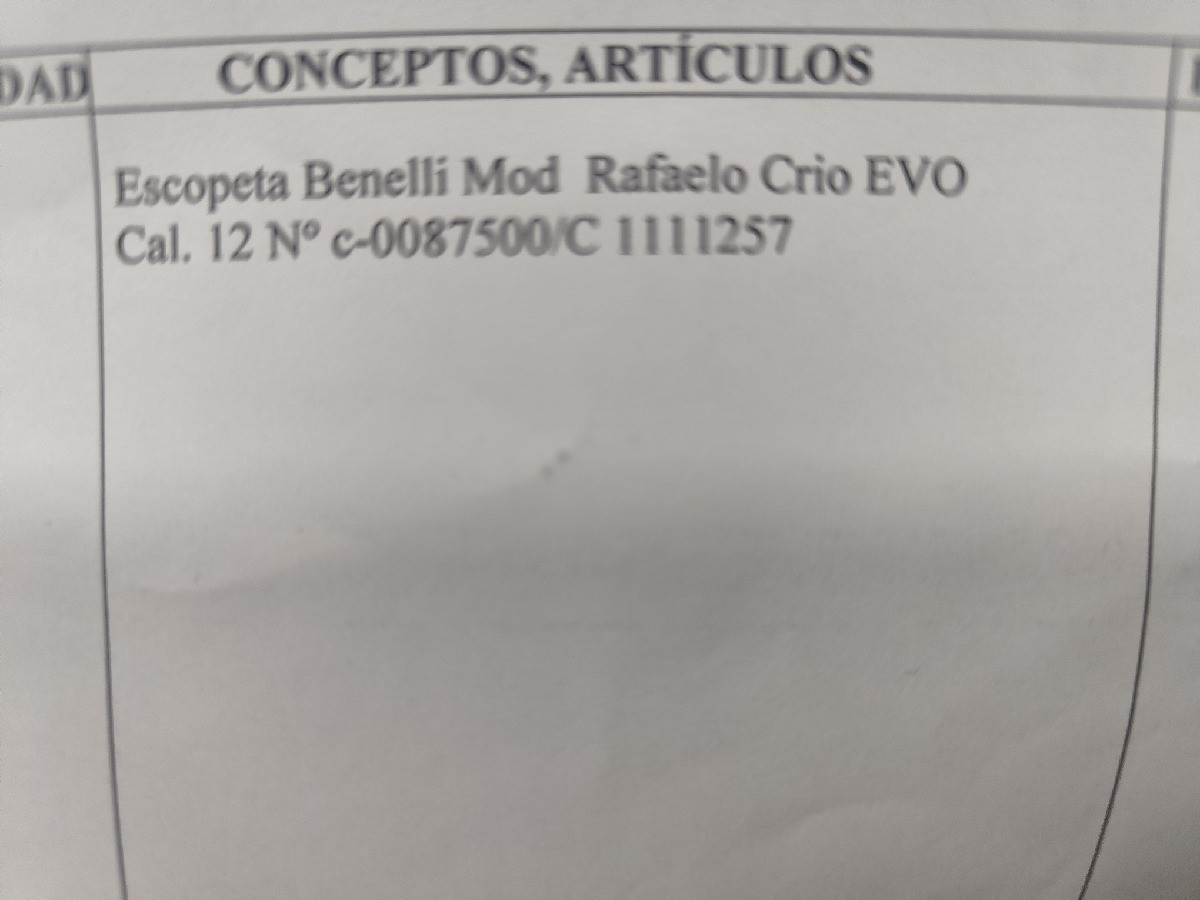 DAD
CONCEPTOS, ARTÍCULOS
Escopeta Benelli Mod Rafaelo Crio EVO
Cal. 12 Nº c-0087500/C 1111257